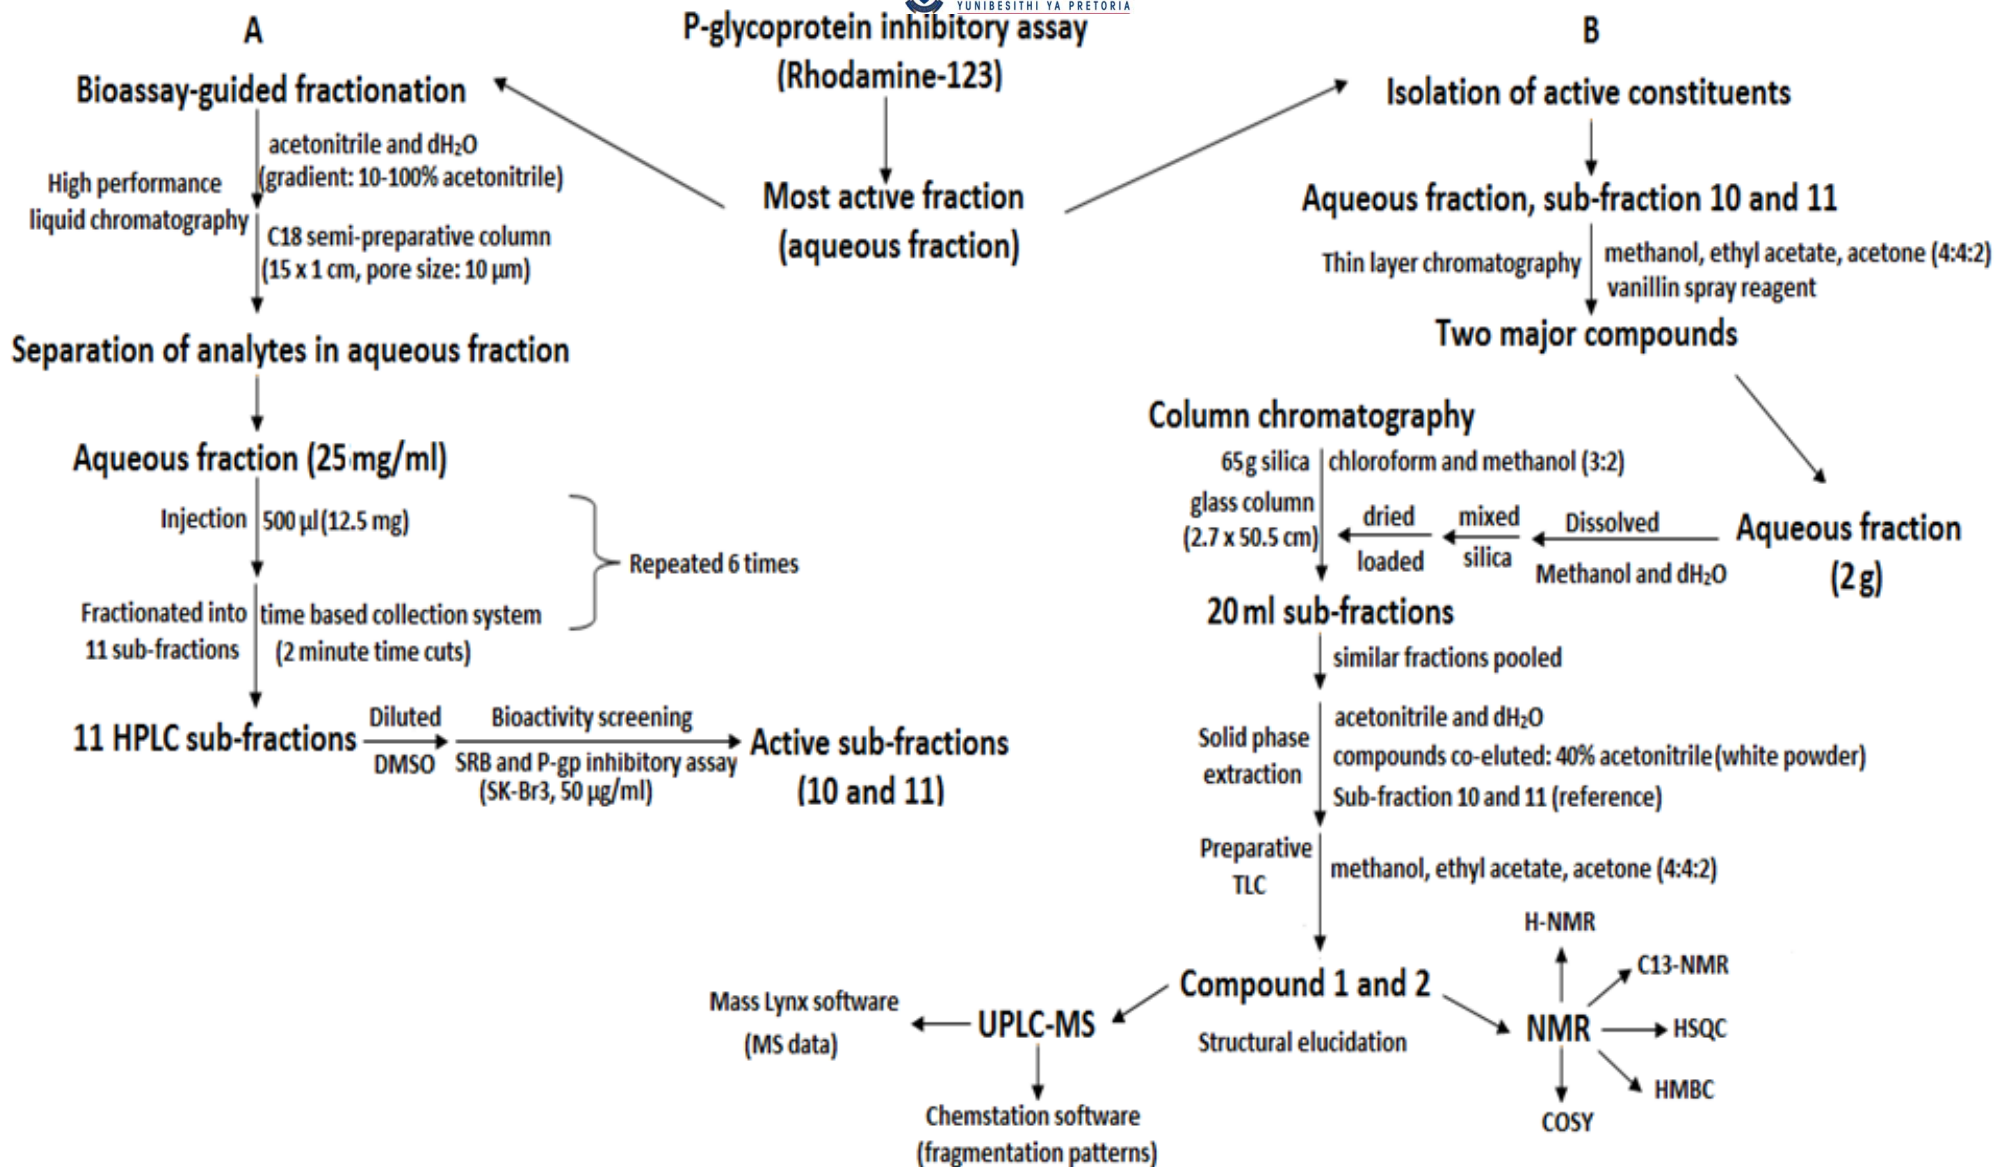 YUNIBESITHI YA PRETORIA
P-glycoprotein inhibitory assay
(Rhodamine-123)
Most active fraction
(aqueous fraction)
A
Bioassay-guided fractionation
acetonitrile and dH₂O
(gradient: 10-100% acetonitrile)
High performance
liquid chromatography
C18 semi-preparative column
(15 x 1 cm, pore size: 10 µm)
Separation of analytes in aqueous fraction
Aqueous fraction (25 mg/ml)
Injection
500 µl (12.5 mg)
Repeated 6 times
Fractionated into
11 sub-fractions
time based collection system
(2 minute time cuts)
11 HPLC sub-fractions
Diluted
DMSO
Bioactivity screening
SRB and P-gp inhibitory assay
(SK-Br3, 50 µg/ml)
Active sub-fractions
(10 and 11)
B
Isolation of active constituents
Aqueous fraction, sub-fraction 10 and 11
Thin layer chromatography
methanol, ethyl acetate, acetone (4:4:2)
vanillin spray reagent
Two major compounds
Aqueous fraction
(2 g)
Dissolved
Methanol and dH₂O
mixed
silica
dried
loaded
Column chromatography
65 g silica
chloroform and methanol (3:2)
glass column
(2.7 x 50.5 cm)
20 ml sub-fractions
similar fractions pooled
Solid phase
extraction
acetonitrile and dH₂O
compounds co-eluted: 40% acetonitrile (white powder)
Sub-fraction 10 and 11 (reference)
Preparative
TLC
methanol, ethyl acetate, acetone (4:4:2)
Compound 1 and 2
Structural elucidation
UPLC-MS
Mass Lynx software
(MS data)
Chemstation software
(fragmentation patterns)
NMR
H-NMR
C13-NMR
HSQC
HMBC
COSY